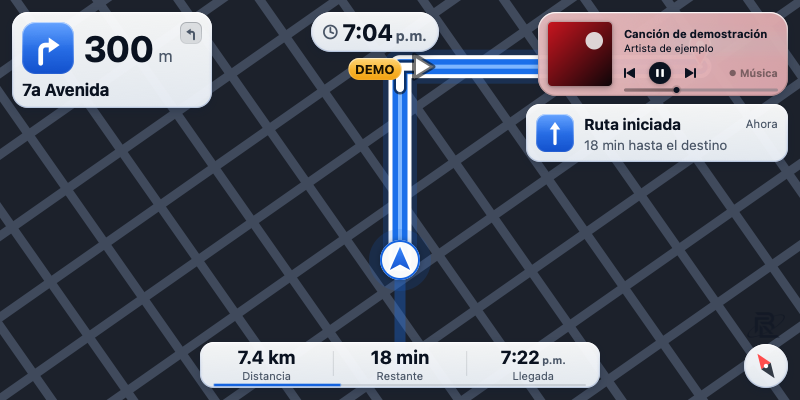 300 m
7a Avenida
7:04 p.m.
DEMO
Canción de demostración
Artista de ejemplo
Música
Ruta iniciada
Ahora
18 min hasta el destino
7.4 km
Distancia
18 min
Restante
7:22 p.m.
Llegada